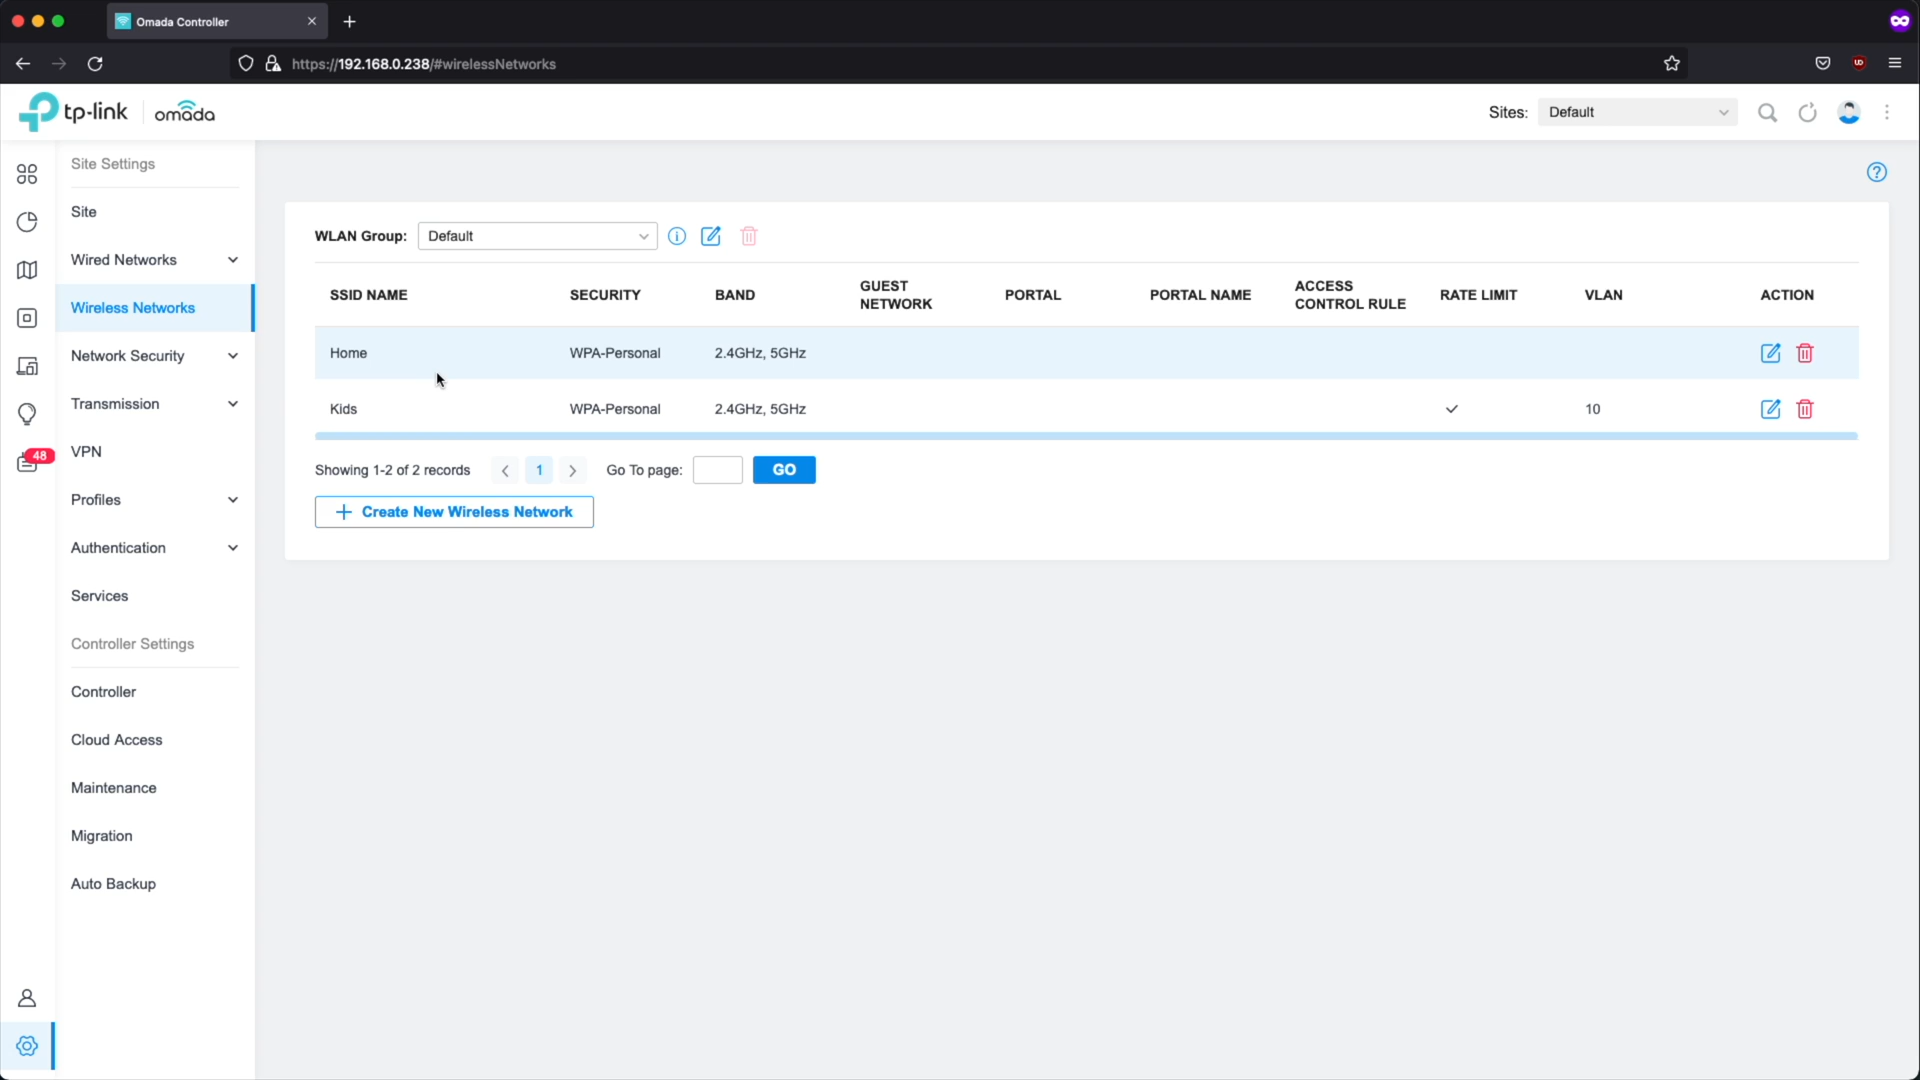 Omada Controller
https://192.168.0.238/#wirelessNetworks
tp-link omada
Sites: Default
Site Settings
Site
Wired Networks
Wireless Networks
Network Security
Transmission
48
VPN
Profiles
Authentication
Services
Controller Settings
Controller
Cloud Access
Maintenance
Migration
Auto Backup
WLAN Group: Default
SSID NAME SECURITY BAND GUEST NETWORK PORTAL PORTAL NAME ACCESS CONTROL RULE RATE LIMIT VLAN ACTION
Home WPA-Personal 2.4GHz, 5GHz
Kids WPA-Personal 2.4GHz, 5GHz 10
Showing 1-2 of 2 records 1 Go To page: GO
Create New Wireless Network